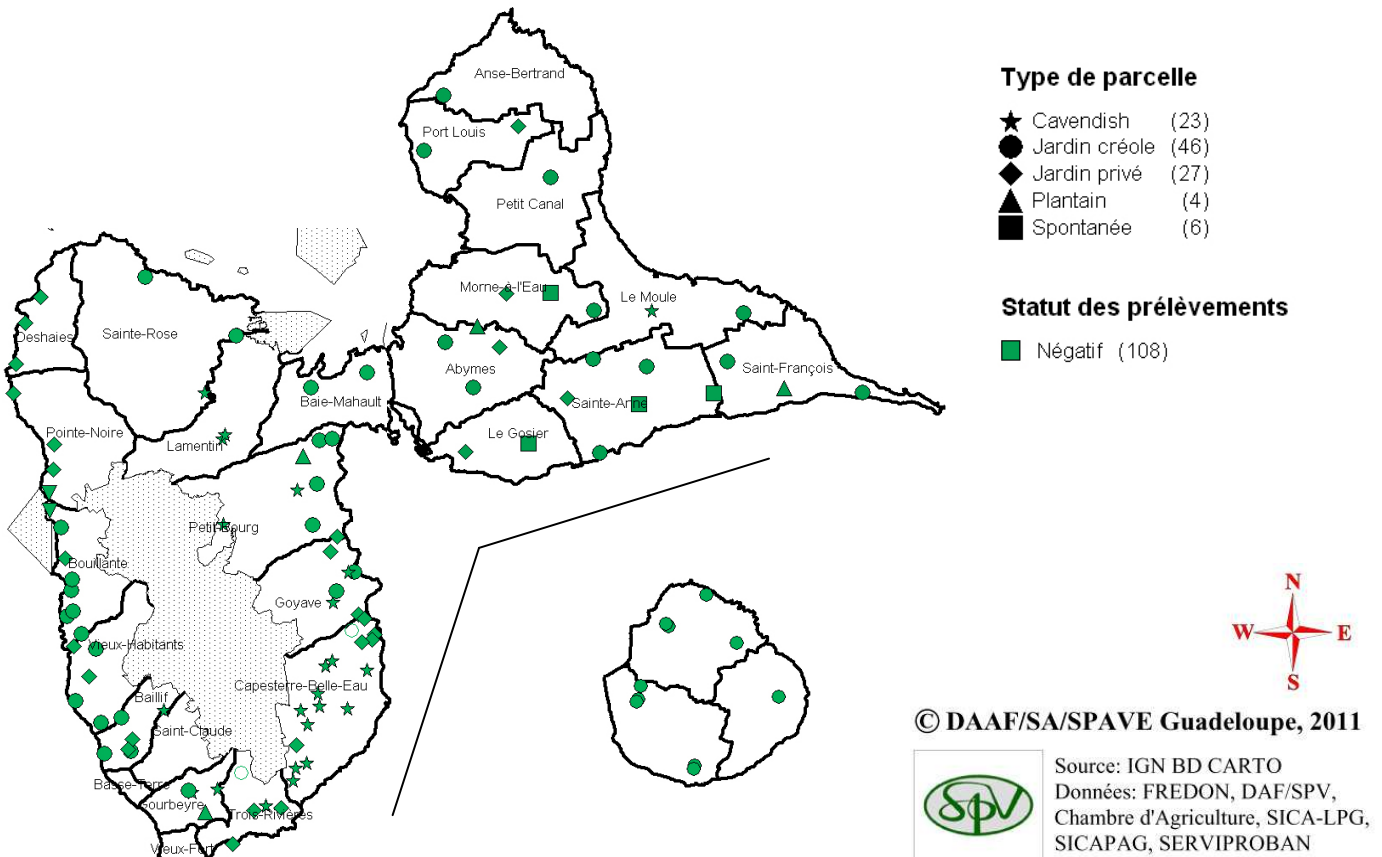 Anse-Bertrand
Port Louis
Petit Canal
Morne-à-l'Eau
Le Moule
Sainte-Rose
Deshaies
Abymes
Saint-François
Baie-Mahault
Sainte-Anne
Pointe-Noire
Lamentin
Le Gosier
Petit-Bourg
Bouillante
Goyave
Vieux-Habitants
Capesterre-Belle-Eau
Baillif
Saint-Claude
Basse-Terre
Gourbeyre
Trois-Rivières
Vieux-Fort
Type de parcelle
Cavendish (23)
Jardin créole (46)
Jardin privé (27)
Plantain (4)
Spontanée (6)
Statut des prélèvements
Négatif (108)
N
W E
S
© DAAF/SA/SPAVE Guadeloupe, 2011
SpV
Source: IGN BD CARTO
Données: FREDON, DAF/SPV,
Chambre d'Agriculture, SICA-LPG,
SICAPAG, SERVIPROBAN